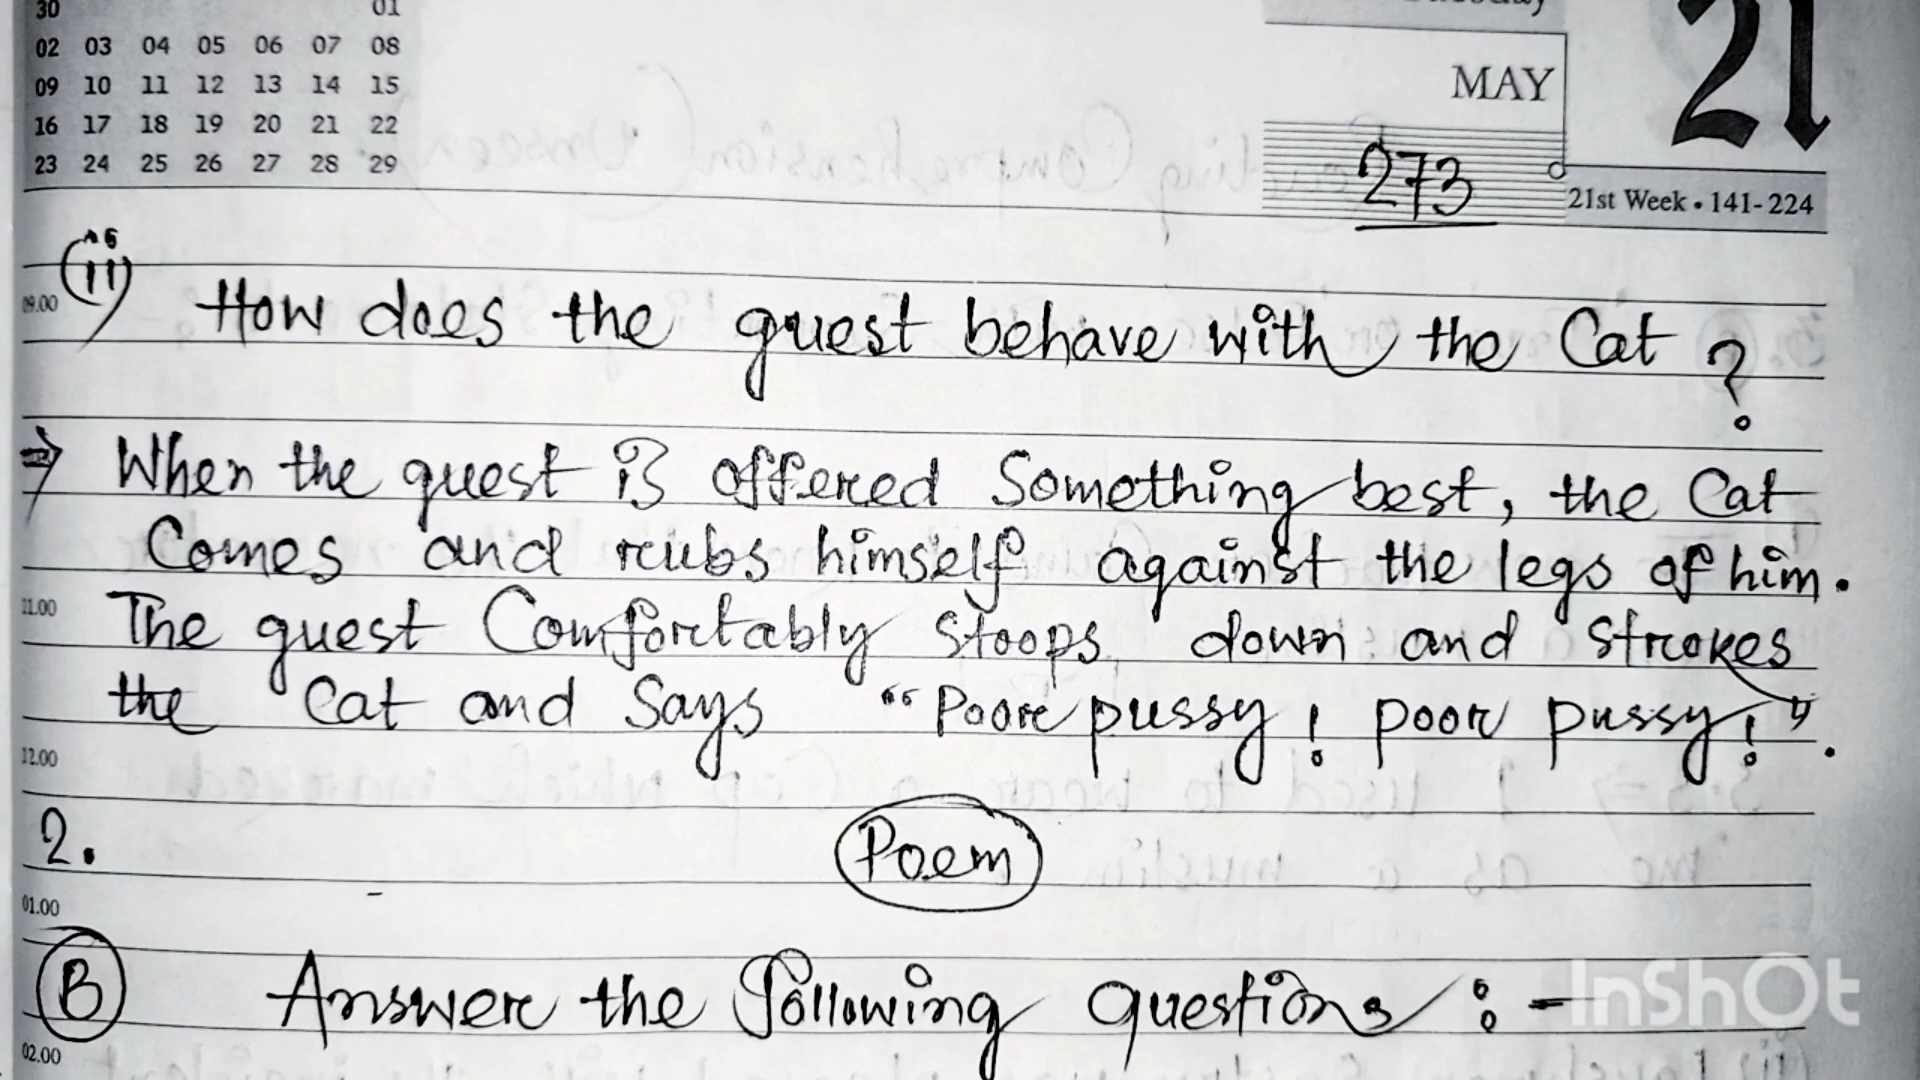 30 01
02 03 04 05 06 07 08
09 10 11 12 13 14 15
16 17 18 19 20 21 22
23 24 25 26 27 28 29
MAY
21
273
21st Week • 141-224
(ii)
09.00
How does the guest behave with the Cat ?
⇒ When the guest is offered Something best, the Cat
Comes and rubs himself against the legs of him.
11.00
The guest Comfortably stoops down and strokes
the Cat and Says "Poor pussy! poor pussy!".
12.00
2. Poem
01.00
B Answer the following questions :-
02.00
InShOt